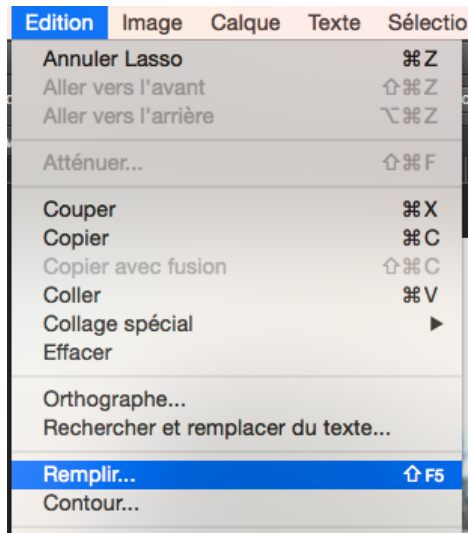 Edition Image Calque Texte Sélectio
Annuler Lasso ⌘Z
Aller vers l'avant ⇧⌘Z
Aller vers l'arrière ⌥⌘Z
Atténuer... ⇧⌘F
Couper ⌘X
Copier ⌘C
Copier avec fusion ⇧⌘C
Coller ⌘V
Collage spécial ▶
Effacer
Orthographe...
Rechercher et remplacer du texte...
Remplir... ⇧F5
Contour...